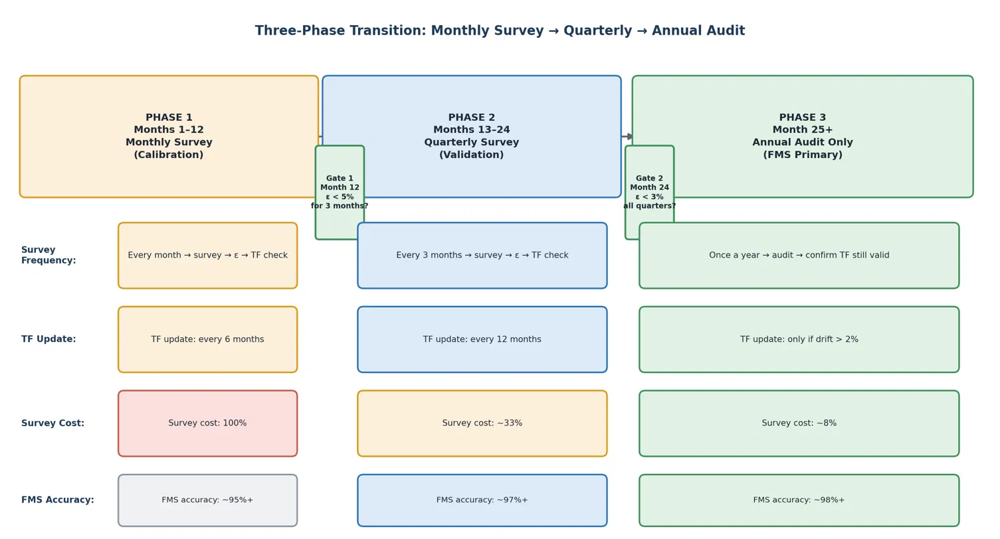 Three-Phase Transition: Monthly Survey → Quarterly → Annual Audit
PHASE 1
Months 1–12
Monthly Survey
(Calibration)
PHASE 2
Months 13–24
Quarterly Survey
(Validation)
PHASE 3
Month 25+
Annual Audit Only
(FMS Primary)
Gate 1
Month 12
ε < 5%
for 3 months?
Gate 2
Month 24
ε < 3%
all quarters?
Survey
Frequency:
Every month → survey → ε → TF check
Every 3 months → survey → ε → TF check
Once a year → audit → confirm TF still valid
TF Update:
TF update: every 6 months
TF update: every 12 months
TF update: only if drift > 2%
Survey Cost:
Survey cost: 100%
Survey cost: ~33%
Survey cost: ~8%
FMS Accuracy:
FMS accuracy: ~95%+
FMS accuracy: ~97%+
FMS accuracy: ~98%+